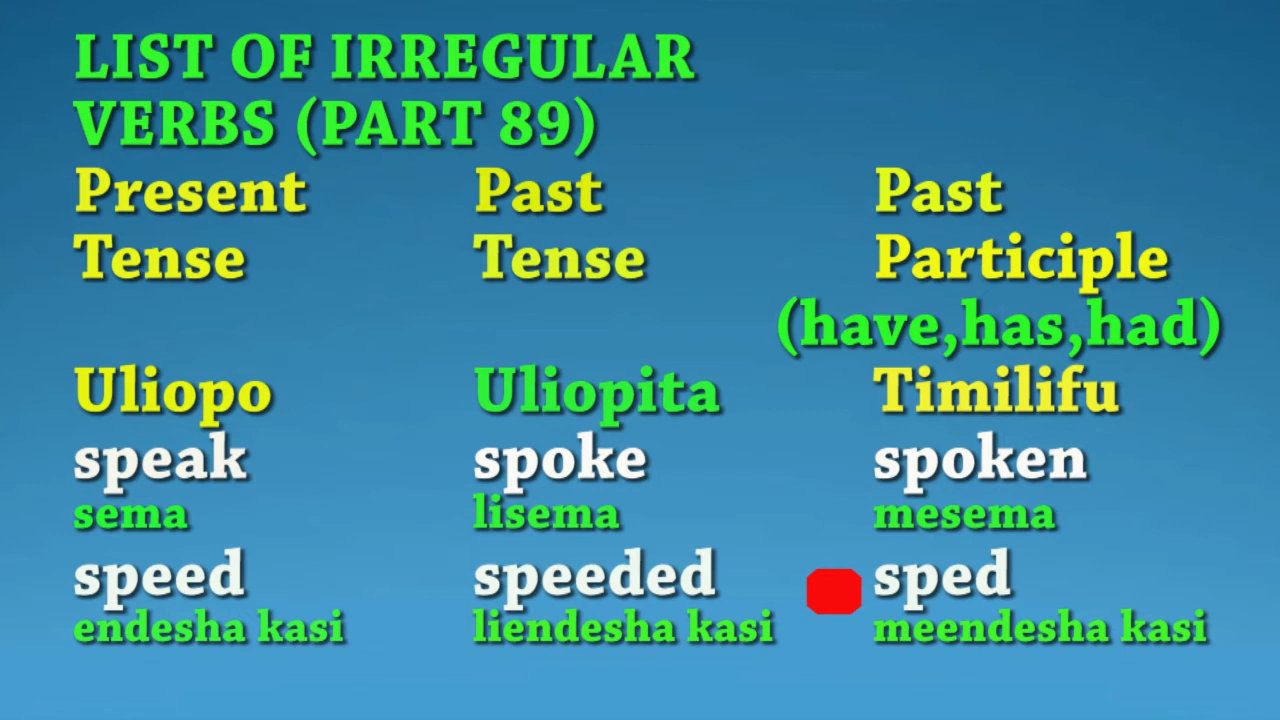 LIST OF IRREGULAR
VERBS (PART 89)
Present Past Past
Tense Tense Participle
(have,has,had)
Uliopo Uliopita Timilifu
speak spoke spoken
sema lisema mesema
speed speeded sped
endesha kasi liendesha kasi meendesha kasi